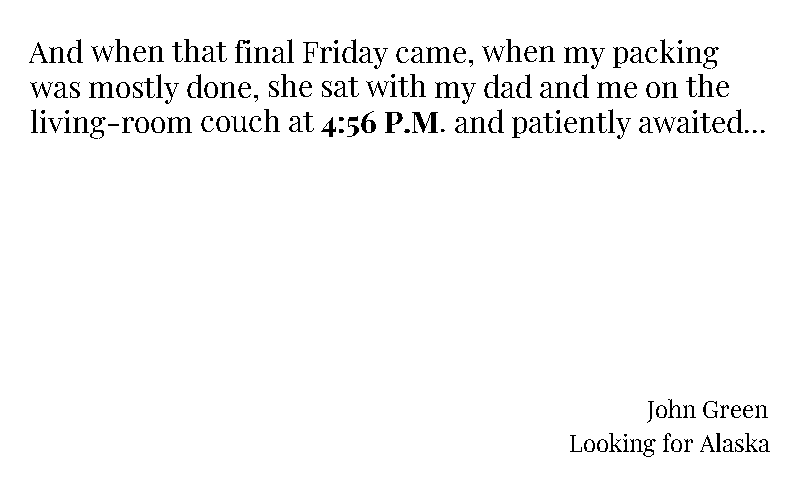 And when that final Friday came, when my packing
was mostly done, she sat with my dad and me on the
living-room couch at 4:56 P.M. and patiently awaited...
John Green
Looking for Alaska